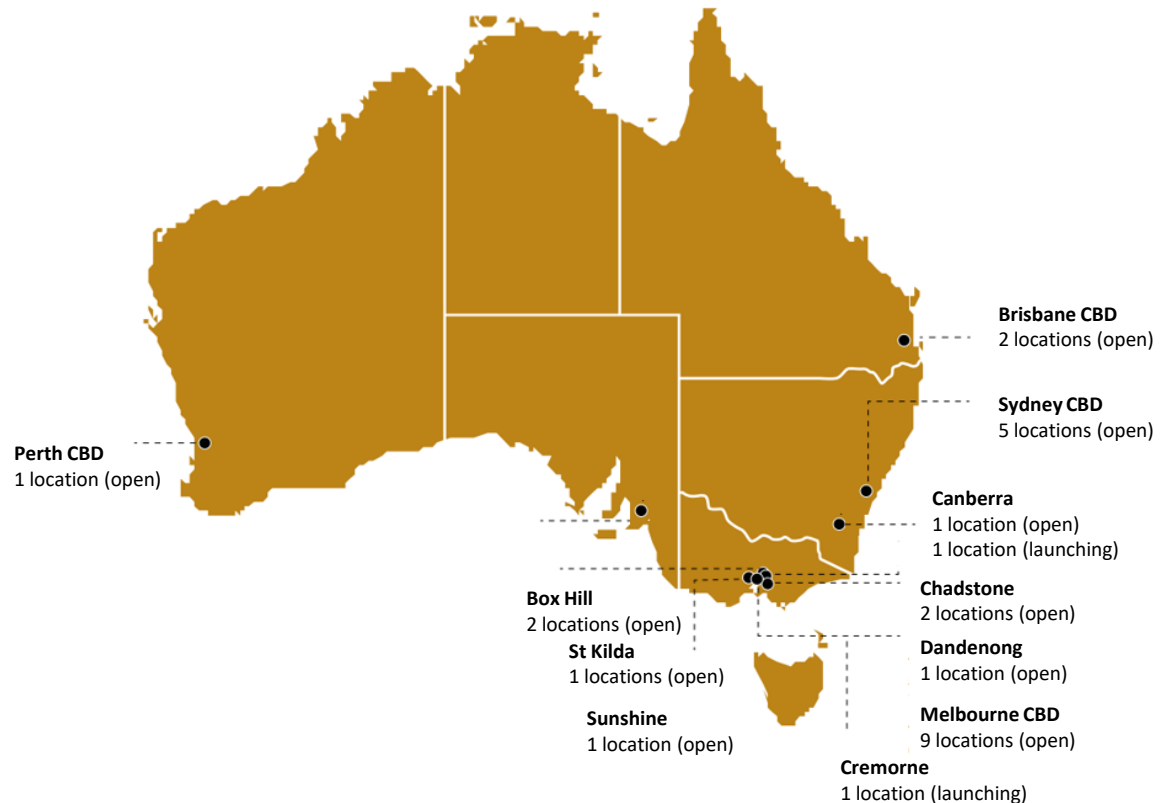 Brisbane CBD
2 locations (open)
Sydney CBD
5 locations (open)
Perth CBD
1 location (open)
Canberra
1 location (open)
1 location (launching)
Chadstone
2 locations (open)
Box Hill
2 locations (open)
St Kilda
1 locations (open)
Dandenong
1 location (open)
Sunshine
1 location (open)
Melbourne CBD
9 locations (open)
Cremorne
1 location (launching)